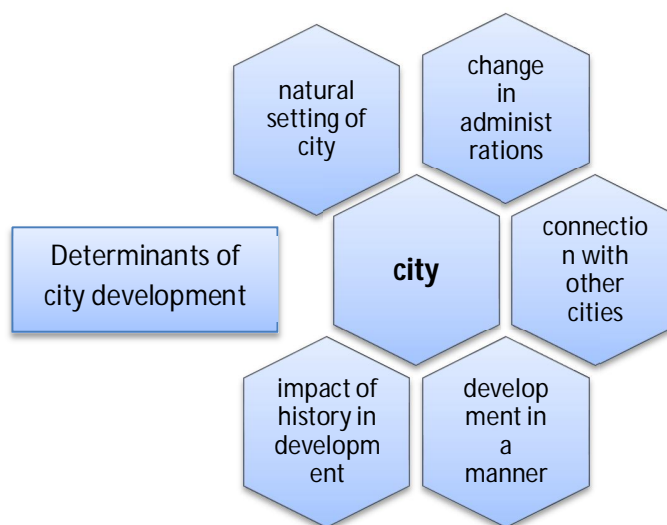 natural
setting of
city
change
in
administ
rations
Determinants of
city development
city
connectio
n with
other
cities
impact of
history in
developm
ent
develop
ment in
a
manner